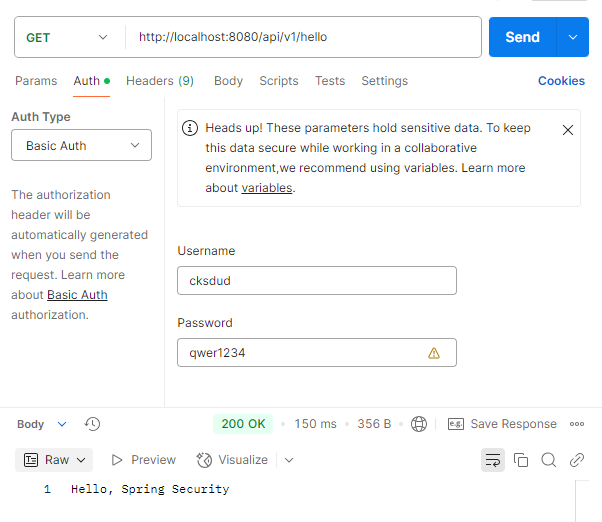 GET http://localhost:8080/api/v1/hello Send
Params Auth Headers (9) Body Scripts Tests Settings Cookies
Auth Type
Basic Auth
The authorization
header will be
automatically generated
when you send the
request. Learn more
about Basic Auth
authorization.
Heads up! These parameters hold sensitive data. To keep
this data secure while working in a collaborative
environment,we recommend using variables. Learn more
about variables.
Username
cksdud
Password
qwer1234
Body 200 OK 150 ms 356 B e.g. Save Response
Raw Preview Visualize
1 Hello, Spring Security